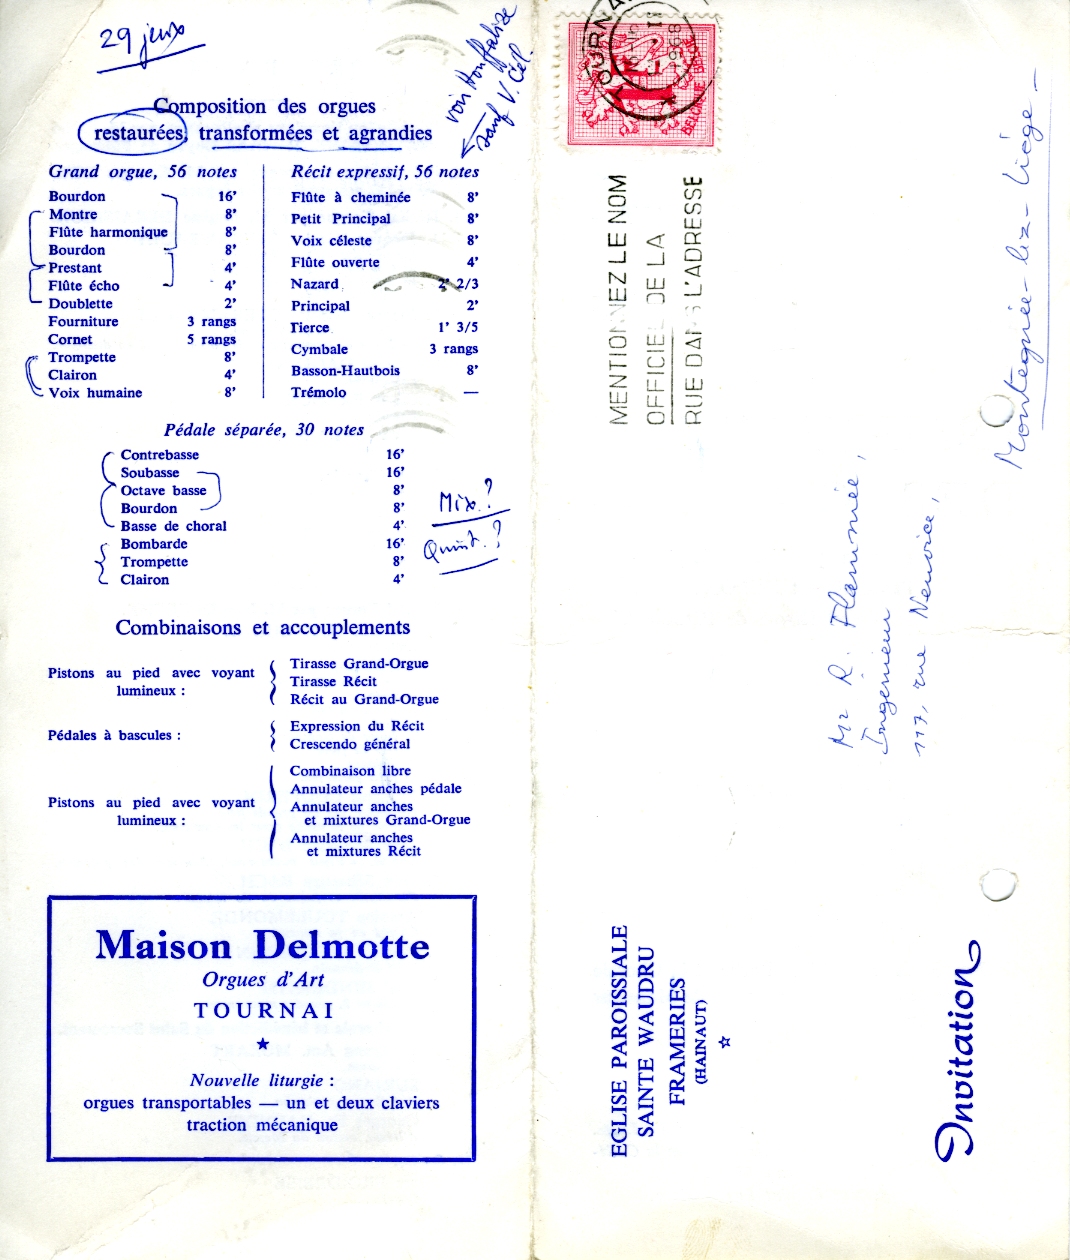 29 jeux
voir Houffalize
sauf V. Cél.
Composition des orgues
restaurées, transformées et agrandies
Grand orgue, 56 notes
Bourdon 16'
Montre 8'
Flûte harmonique 8'
Bourdon 8'
Prestant 4'
Flûte écho 4'
Doublette 2'
Fourniture 3 rangs
Cornet 5 rangs
Trompette 8'
Clairon 4'
Voix humaine 8'
Récit expressif, 56 notes
Flûte à cheminée 8'
Petit Principal 8'
Voix céleste 8'
Flûte ouverte 4'
Nazard 2' 2/3
Principal 2'
Tierce 1' 3/5
Cymbale 3 rangs
Basson-Hautbois 8'
Trémolo —
Pédale séparée, 30 notes
Contrebasse 16'
Soubasse 16'
Octave basse 8'
Bourdon 8'
Basse de choral 4'
Bombarde 16'
Trompette 8'
Clairon 4'
Mix.?
Quint.?
Combinaisons et accouplements
Pistons au pied avec voyant
lumineux :
Tirasse Grand-Orgue
Tirasse Récit
Récit au Grand-Orgue
Pédales à bascules :
Expression du Récit
Crescendo général
Pistons au pied avec voyant
lumineux :
Combinaison libre
Annulateur anches pédale
Annulateur anches
et mixtures Grand-Orgue
Annulateur anches
et mixtures Récit
Maison Delmotte
Orgues d'Art
TOURNAI
Nouvelle liturgie :
orgues transportables — un et deux claviers
traction mécanique
TOURNAI
BELGIQUE BELGIE
MENTIONNEZ LE NOM
OFFICIEL DE LA
RUE DANS L'ADRESSE
Mr R. Flammée,
Ingénieur
117, rue Neuvice,
Montegnée-lez-Liége-
EGLISE PAROISSIALE
SAINTE WAUDRU
FRAMERIES
(HAINAUT)
Invitation